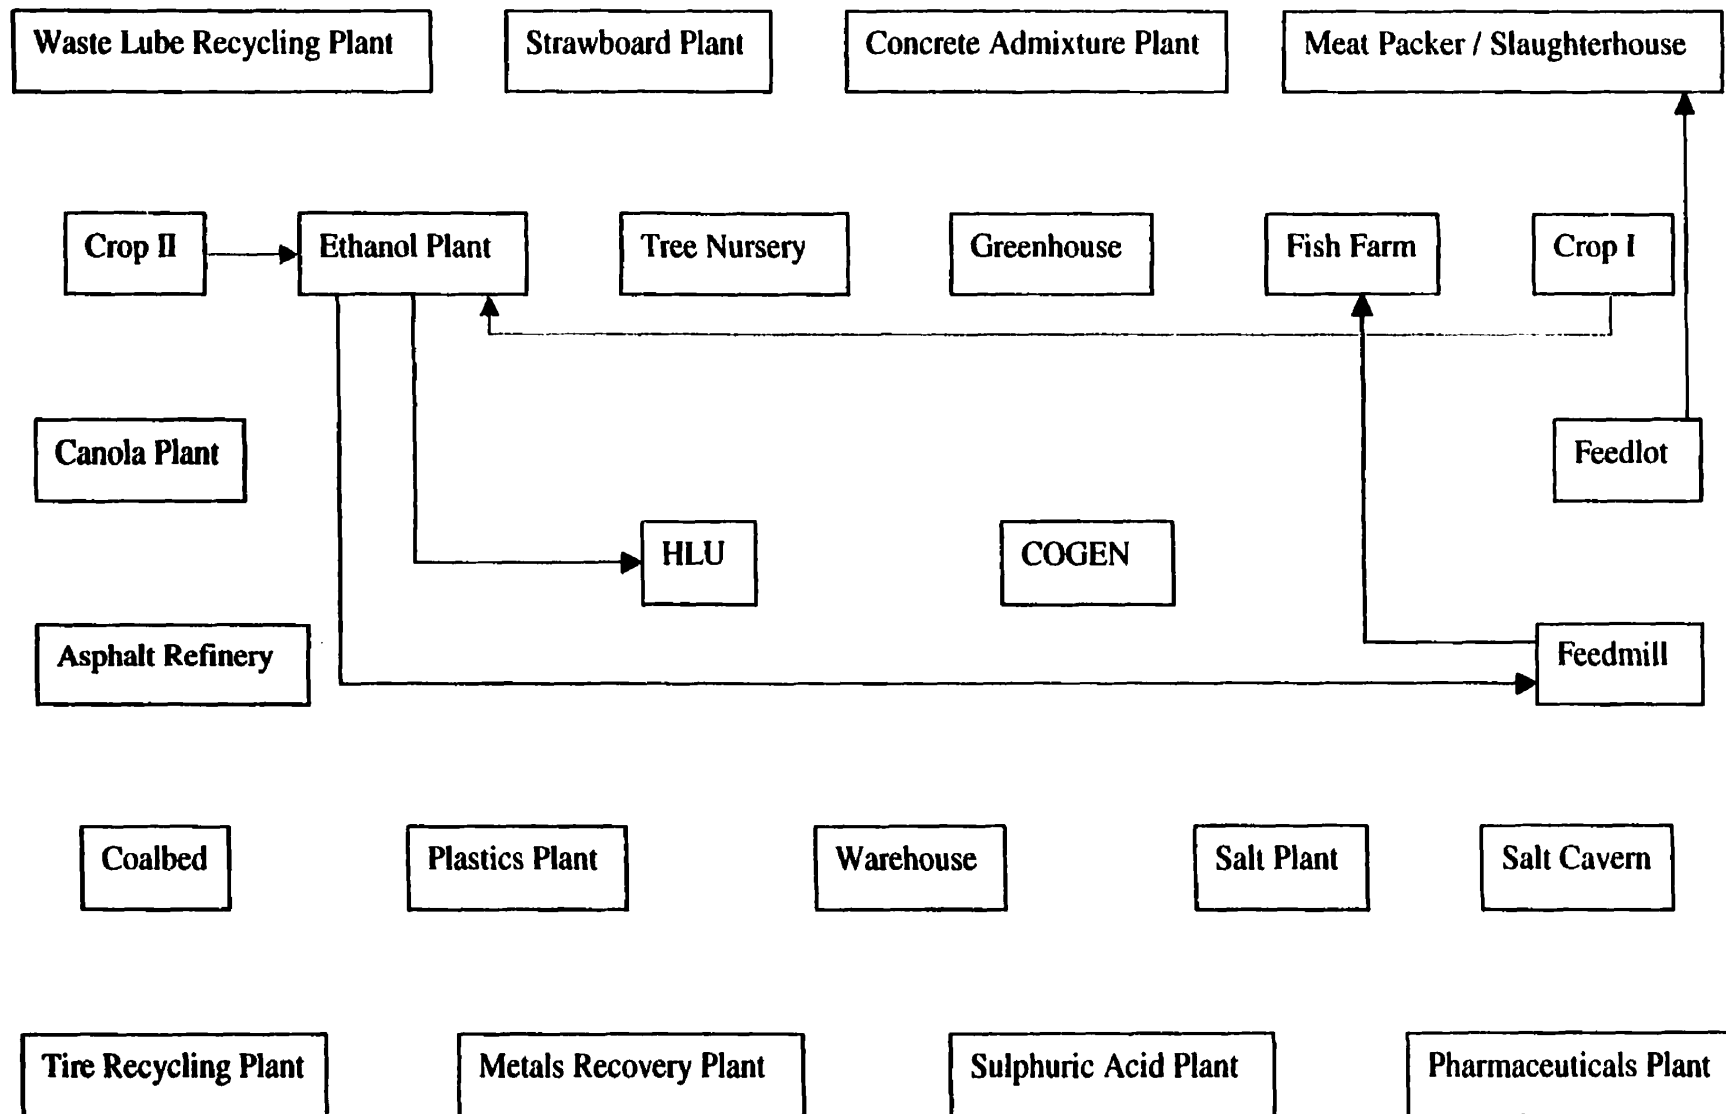 Waste Lube Recycling Plant
Strawboard Plant
Concrete Admixture Plant
Meat Packer / Slaughterhouse
Crop II
Ethanol Plant
Tree Nursery
Greenhouse
Fish Farm
Crop I
Canola Plant
Feedlot
HLU
COGEN
Asphalt Refinery
Feedmill
Coalbed
Plastics Plant
Warehouse
Salt Plant
Salt Cavern
Tire Recycling Plant
Metals Recovery Plant
Sulphuric Acid Plant
Pharmaceuticals Plant